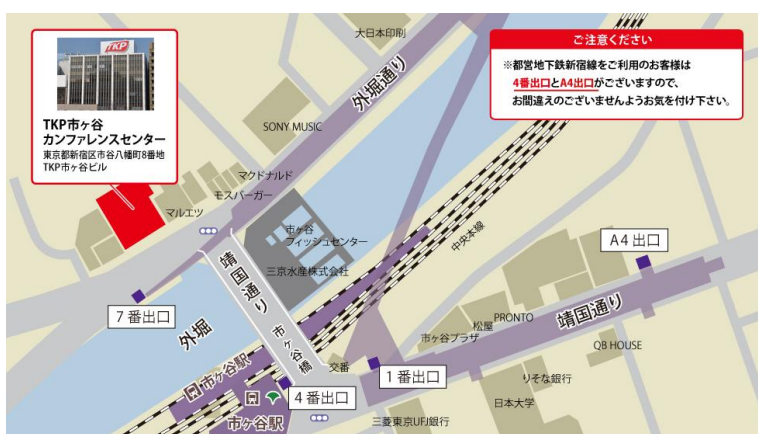 TKP
TKP市ヶ谷
カンファレンスセンター
東京都新宿区市谷八幡町8番地
TKP市ヶ谷ビル
ご注意ください
※都営地下鉄新宿線をご利用のお客様は
4番出口とA4出口がございますので、
お間違えのございませんようお気を付け下さい。
大日本印刷
外堀通り
SONY MUSIC
マクドナルド
モスバーガー
マルエツ
市ヶ谷
フィッシュセンター
三京水産株式会社
中央本線
A4 出口
靖国通り
7 番出口
外堀
市ヶ谷橋
靖国通り
PRONTO
松屋
市ヶ谷プラザ
QB HOUSE
市ヶ谷駅
交番
1 番出口
りそな銀行
4 番出口
日本大学
市ヶ谷駅
三菱東京UFJ銀行